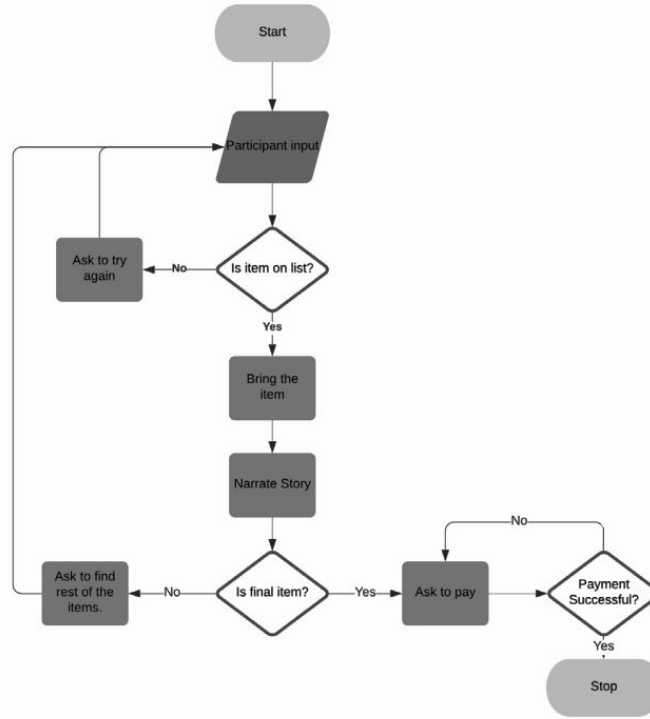 Start
Participant input
Ask to try
again
No
Is item on list?
Yes
Bring the
item
Narrate Story
No
Ask to find
rest of the
items.
No
Is final item?
Yes
Ask to pay
Payment
Successful?
Yes
Stop